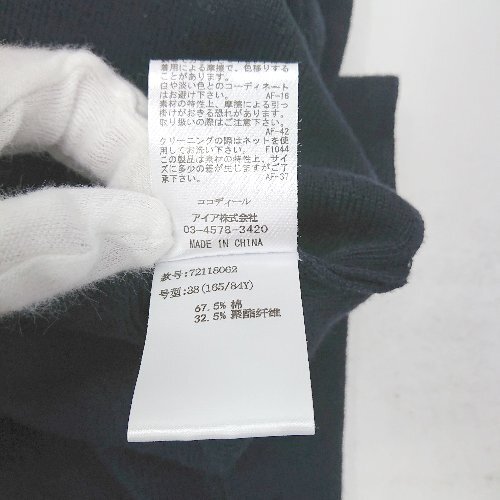 着用による摩擦で、色移りする
ことがあります。
白や淡い色とのコーディネート
はお避け下さい。 AF-16
素材の特性上、摩擦による引っ
掛けがおきる恐れがあります。
取り扱いの際はご注意下さい。
AF-42
クリーニングの際はネットを使
用してお洗い下さい。 F1044
この製品は素材の特性上、サイ
ズに多少の差が生じますがご了
承下さい。 AF-37
ココディール
アイア株式会社
03-4578-3420
MADE IN CHINA
款号:72118062
号型:38(165/84Y)
67.5% 棉
32.5% 聚酯纤维